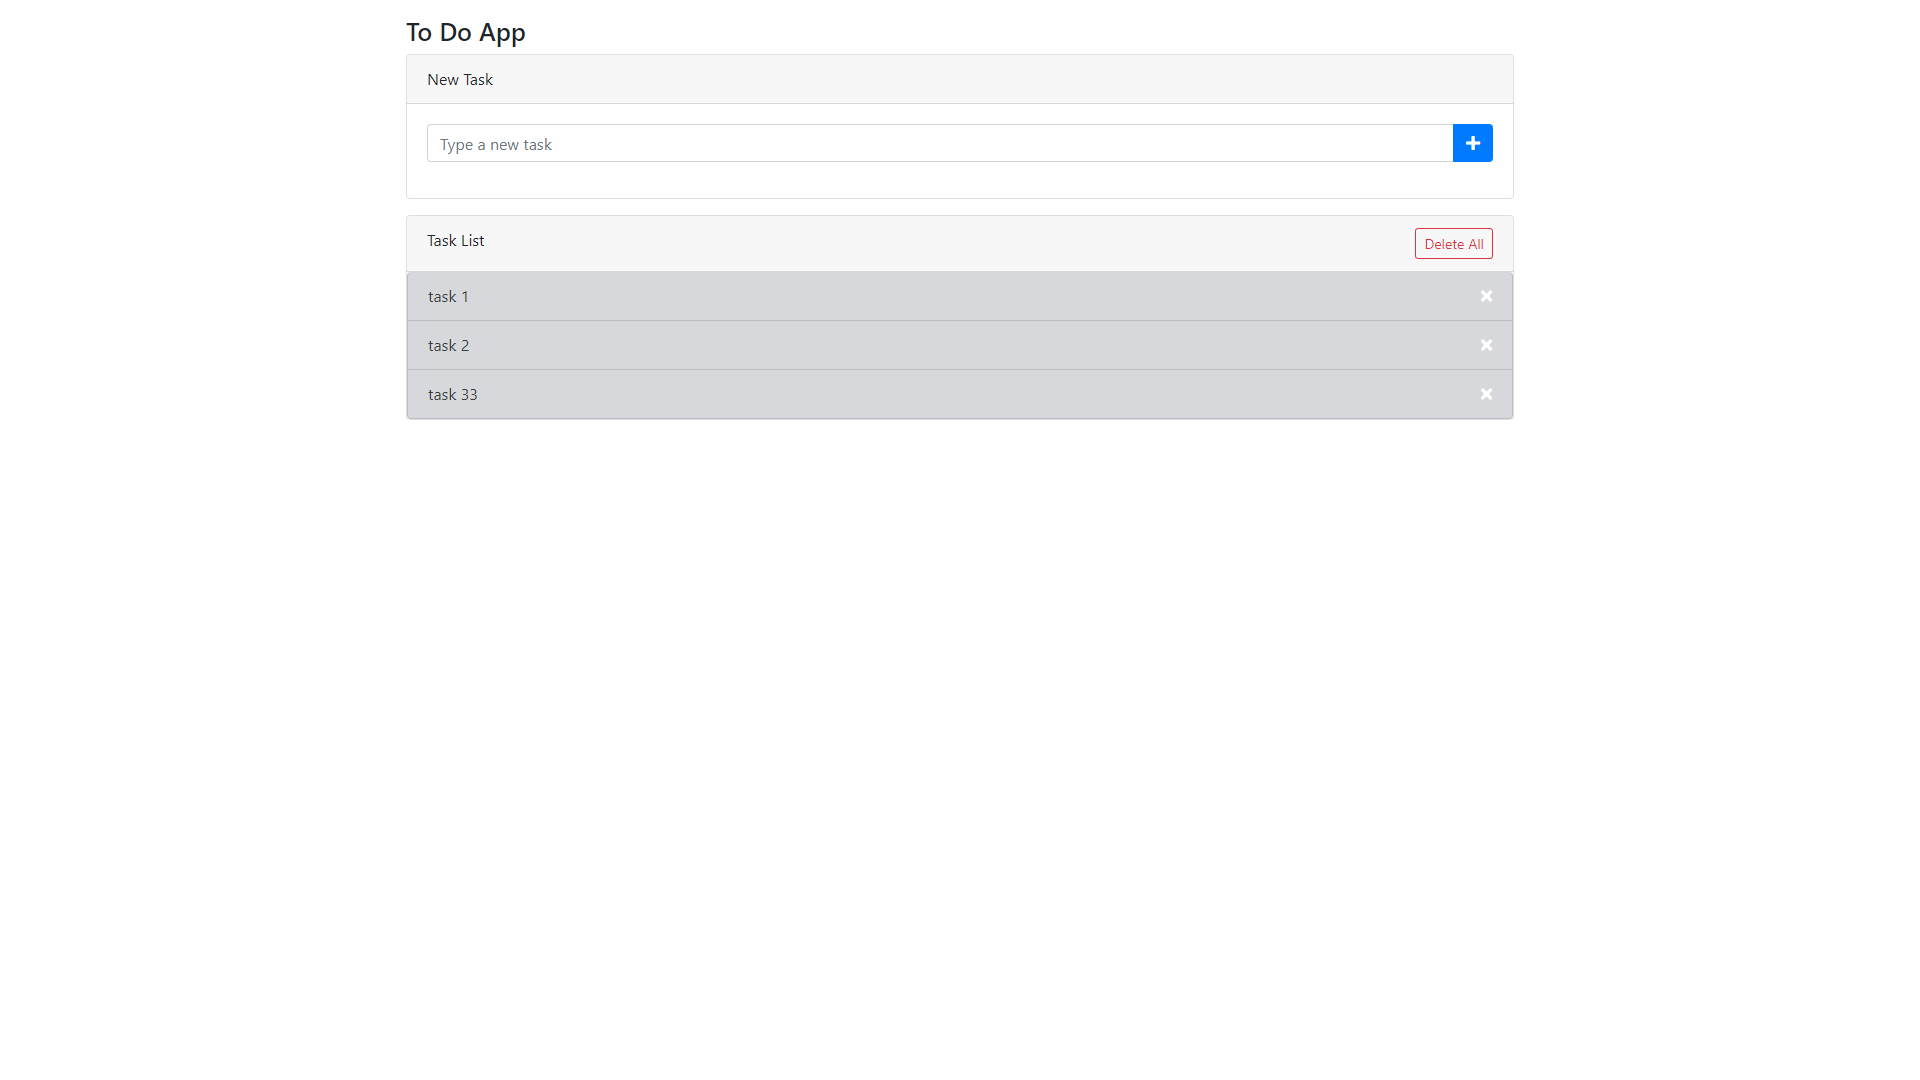 To Do App
New Task
Type a new task
Task List
Delete All
task 1
task 2
task 33